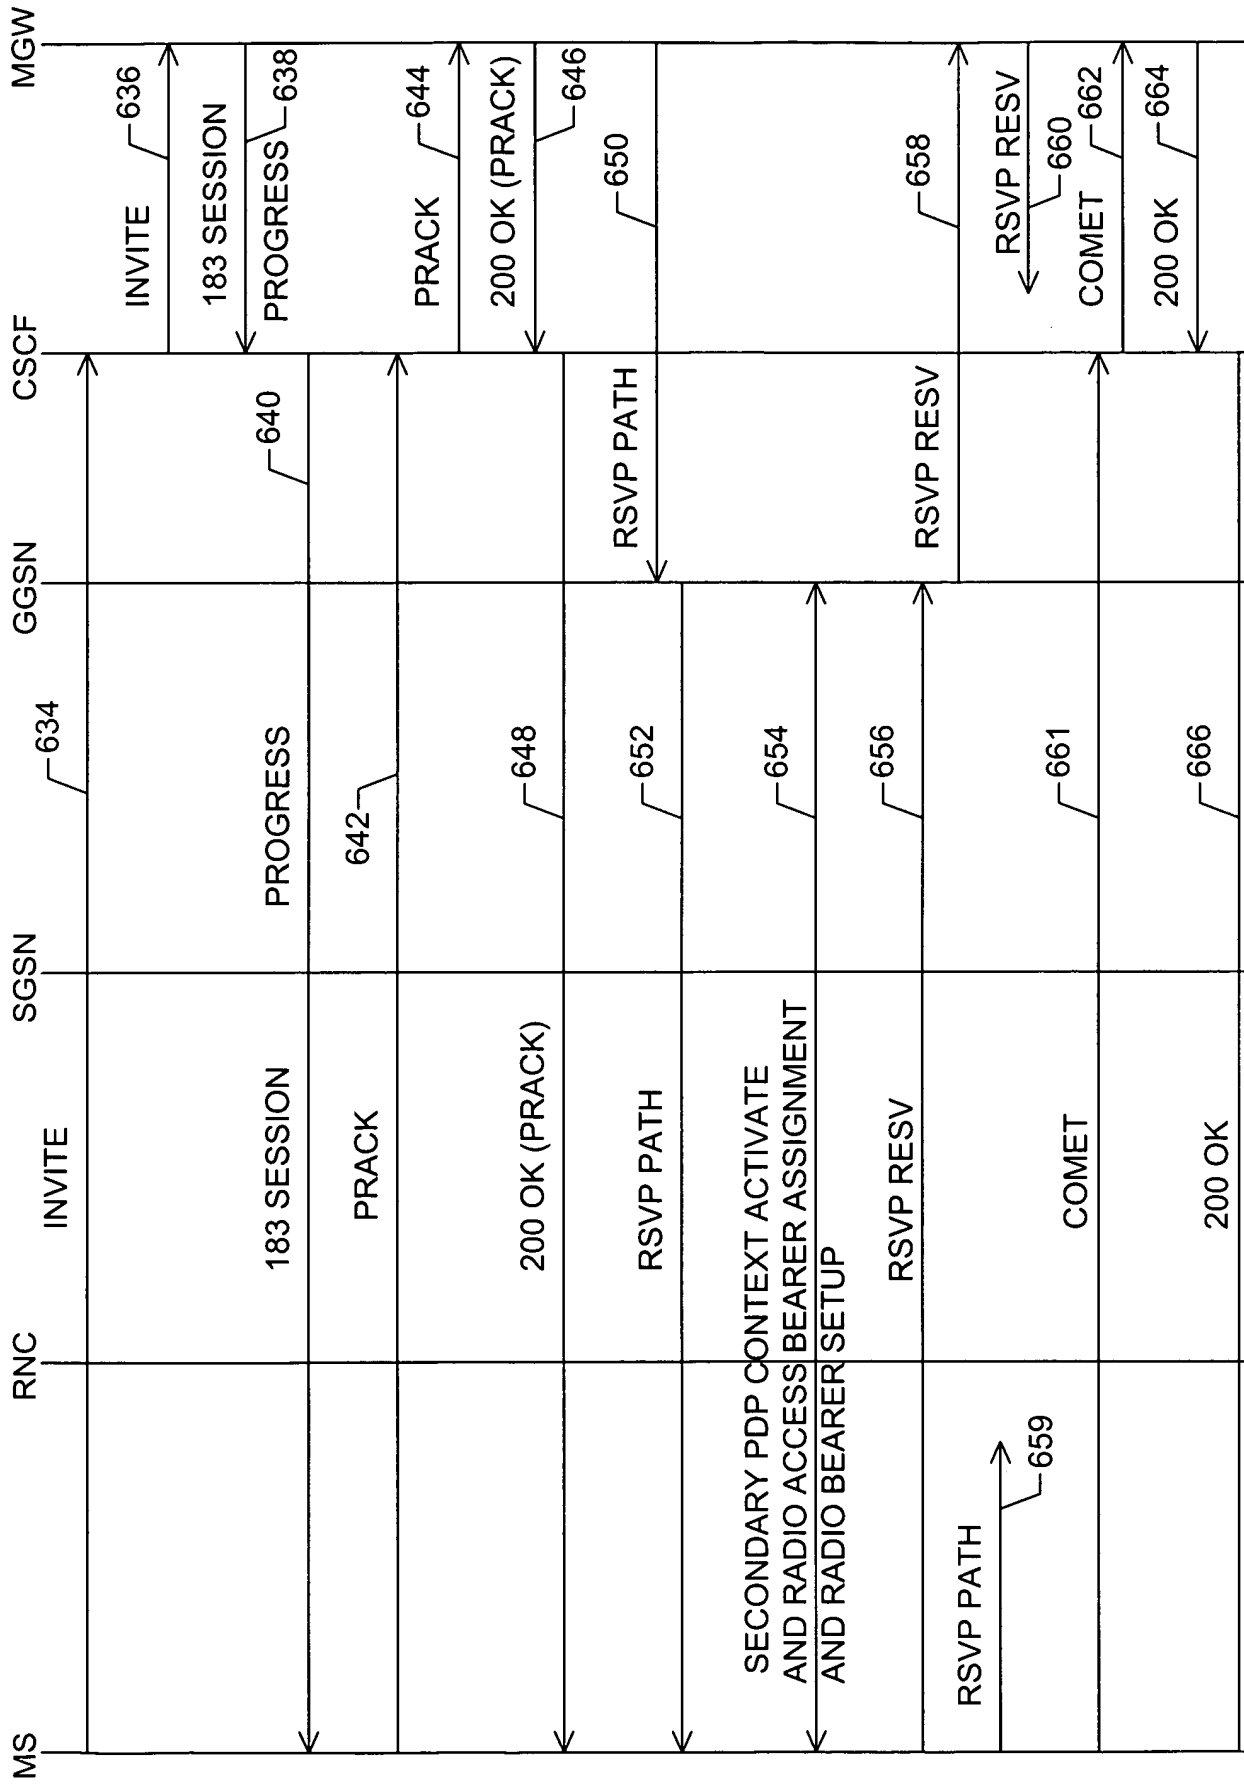 MS RNC SGSN GGSN CSCF MGW
INVITE
634
INVITE
636
183 SESSION
PROGRESS
638
183 SESSION PROGRESS
640
PRACK
642
PRACK
644
200 OK (PRACK)
646
200 OK (PRACK)
648
RSVP PATH
650
RSVP PATH
652
SECONDARY PDP CONTEXT ACTIVATE
AND RADIO ACCESS BEARER ASSIGNMENT
AND RADIO BEARER SETUP
654
RSVP RESV
656
RSVP RESV
658
RSVP PATH
659
RSVP RESV
660
COMET
661
COMET
662
200 OK
664
200 OK
666